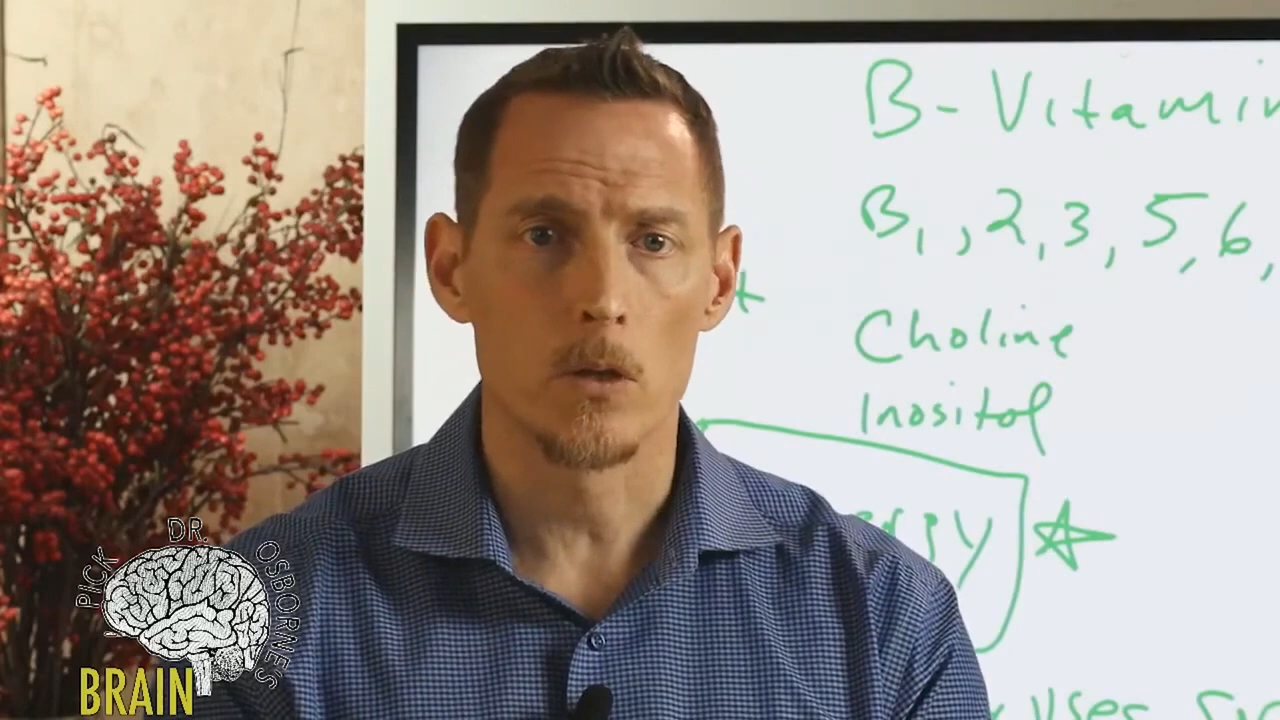 B-Vitamin
B1, 2, 3, 5, 6,
Choline
Inositol
PICK DR. OSBORNE'S
BRAIN